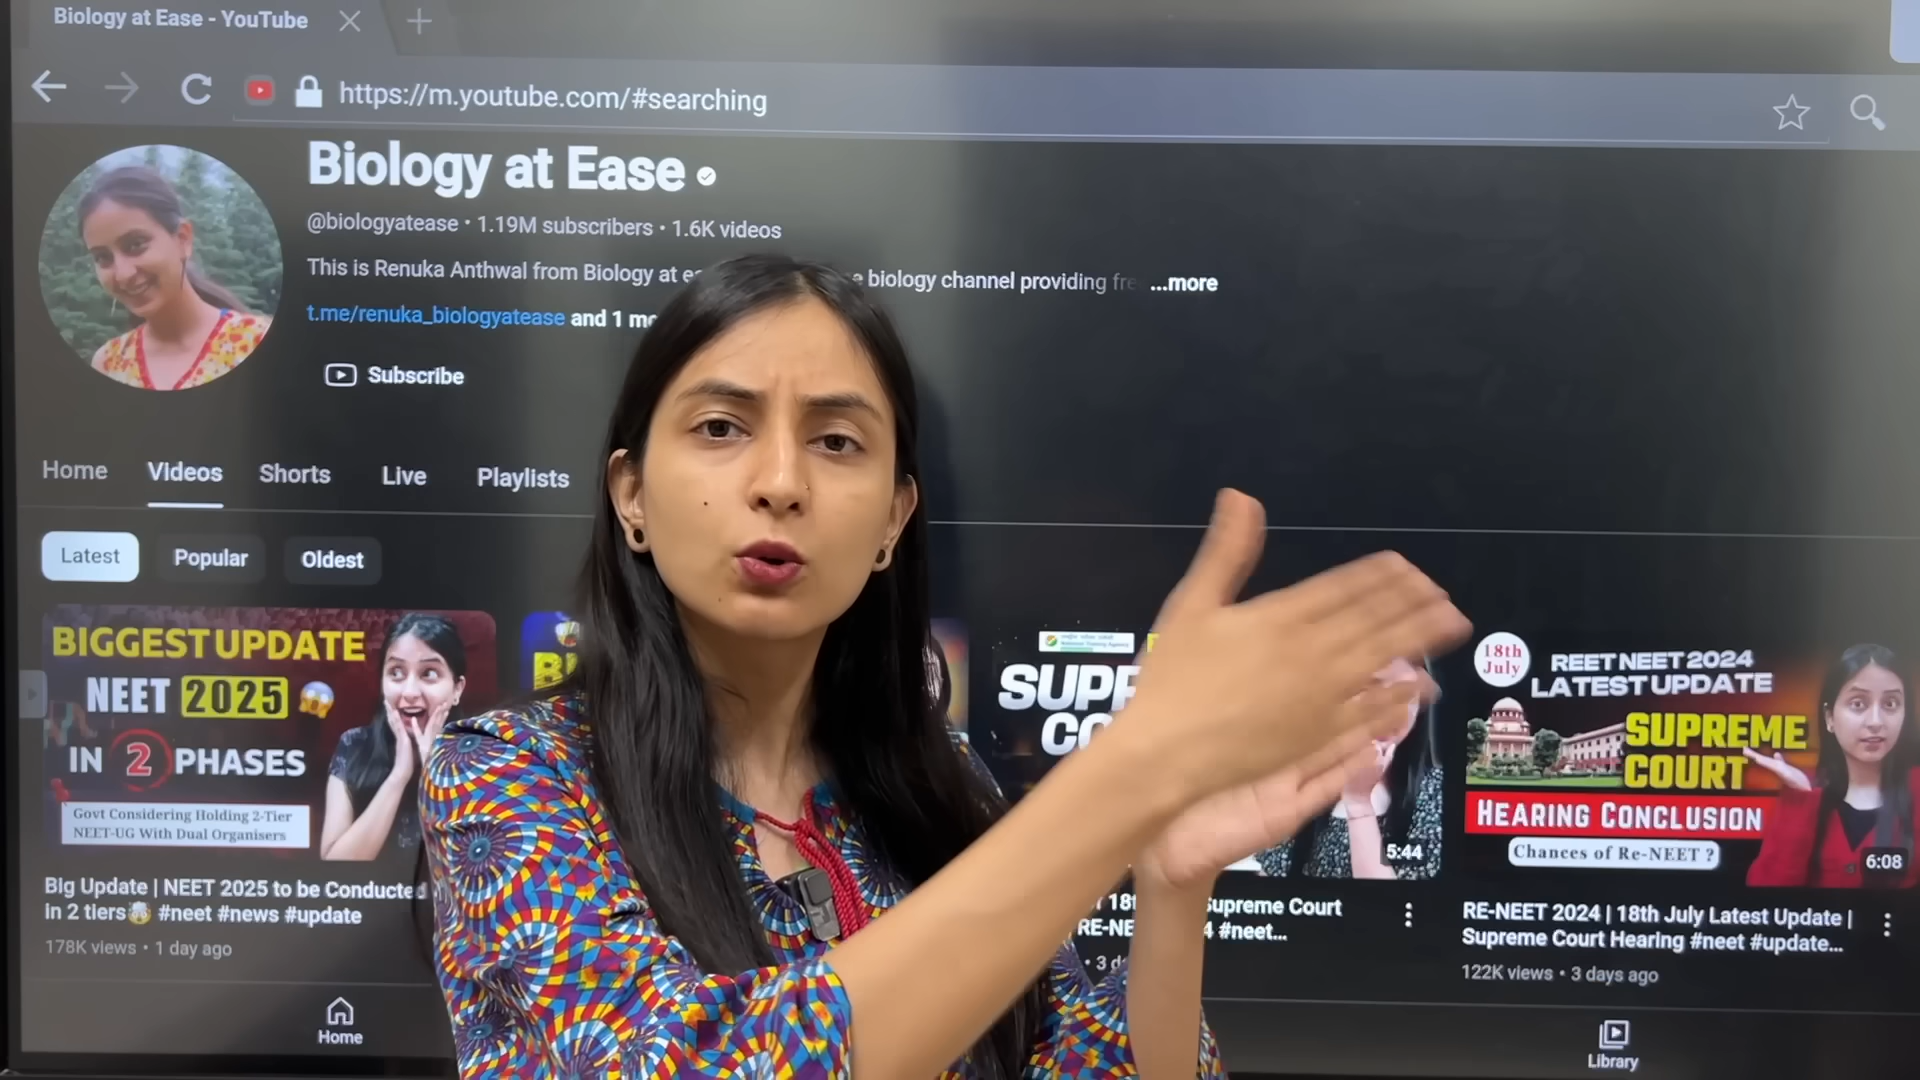 Biology at Ease - YouTube
https://m.youtube.com/#searching
Biology at Ease
@biologyatease • 1.19M subscribers • 1.6K videos
This is Renuka Anthwal from Biology at biology channel providing ...more
t.me/renuka_biologyatease and 1
Subscribe
Home Videos Shorts Live Playlists
Latest Popular Oldest
BIGGEST UPDATE
NEET 2025
IN 2 PHASES
Govt Considering Holding 2-Tier
NEET-UG With Dual Organisers
Big Update | NEET 2025 to be Conducted
in 2 tiers #neet #news #update
178K views • 1 day ago
5:44
18th Supreme Court
#neet...
18th
July
REET NEET 2024
LATEST UPDATE
SUPREME
COURT
HEARING CONCLUSION
Chances of Re-NEET ?
6:08
RE-NEET 2024 | 18th July Latest Update |
Supreme Court Hearing #neet #update...
122K views • 3 days ago
Home
Library